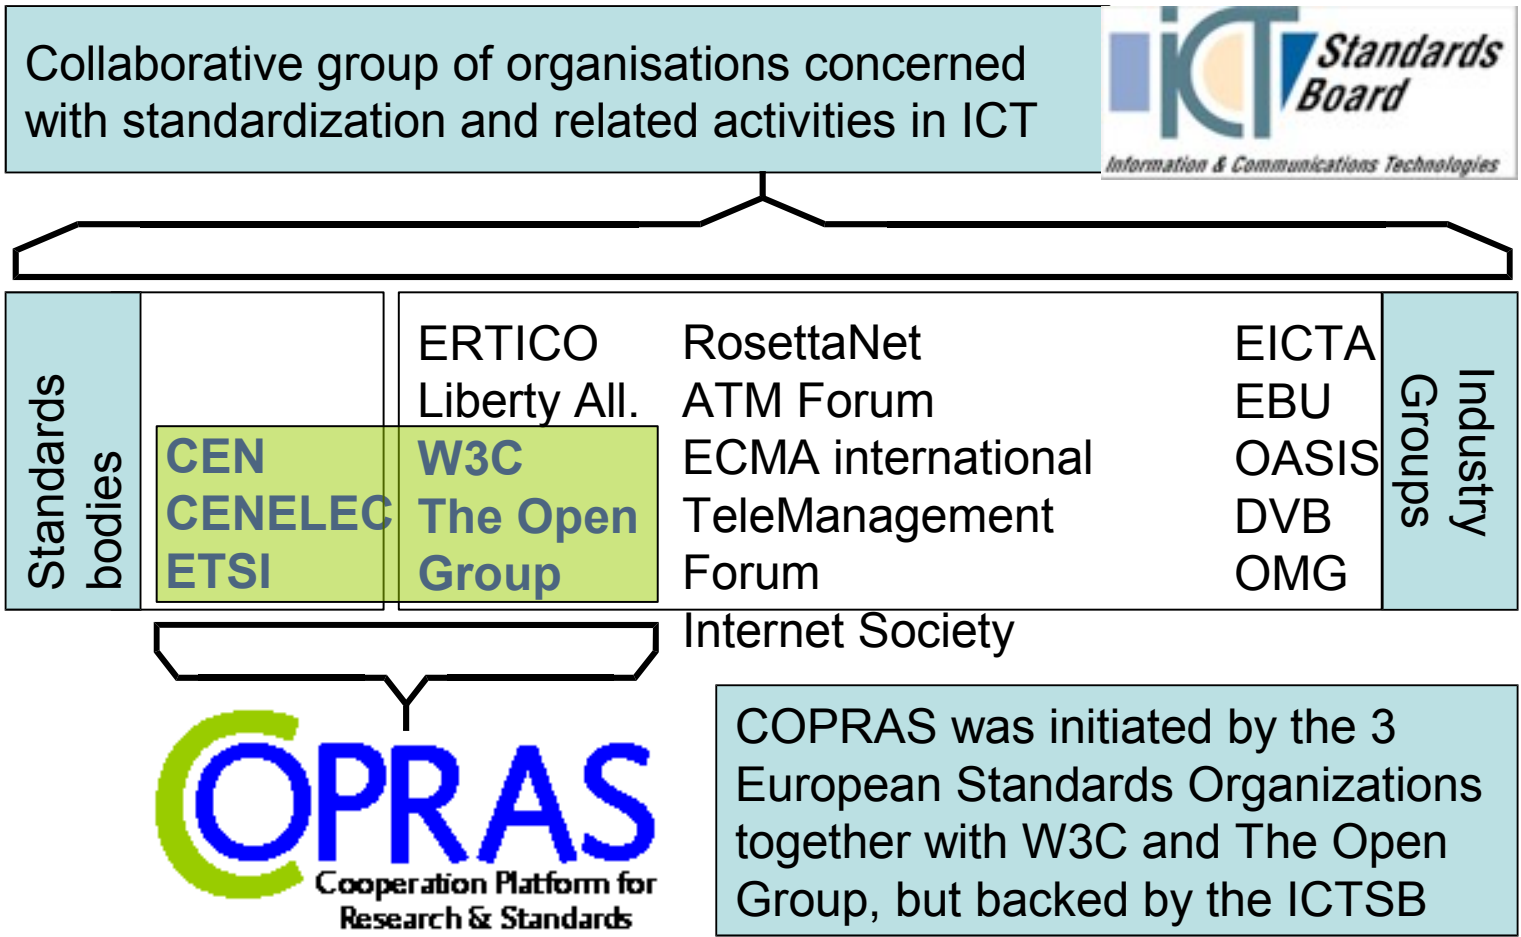 Collaborative group of organisations concerned
with standardization and related activities in ICT
ICT Standards
Board
Information & Communications Technologies
Standards
bodies
CEN
CENELEC
ETSI
ERTICO
Liberty All.
W3C
The Open
Group
RosettaNet
ATM Forum
ECMA international
TeleManagement
Forum
Internet Society
EICTA
EBU
OASIS
DVB
OMG
Industry
Groups
COPRAS
Cooperation Platform for
Research & Standards
COPRAS was initiated by the 3
European Standards Organizations
together with W3C and The Open
Group, but backed by the ICTSB